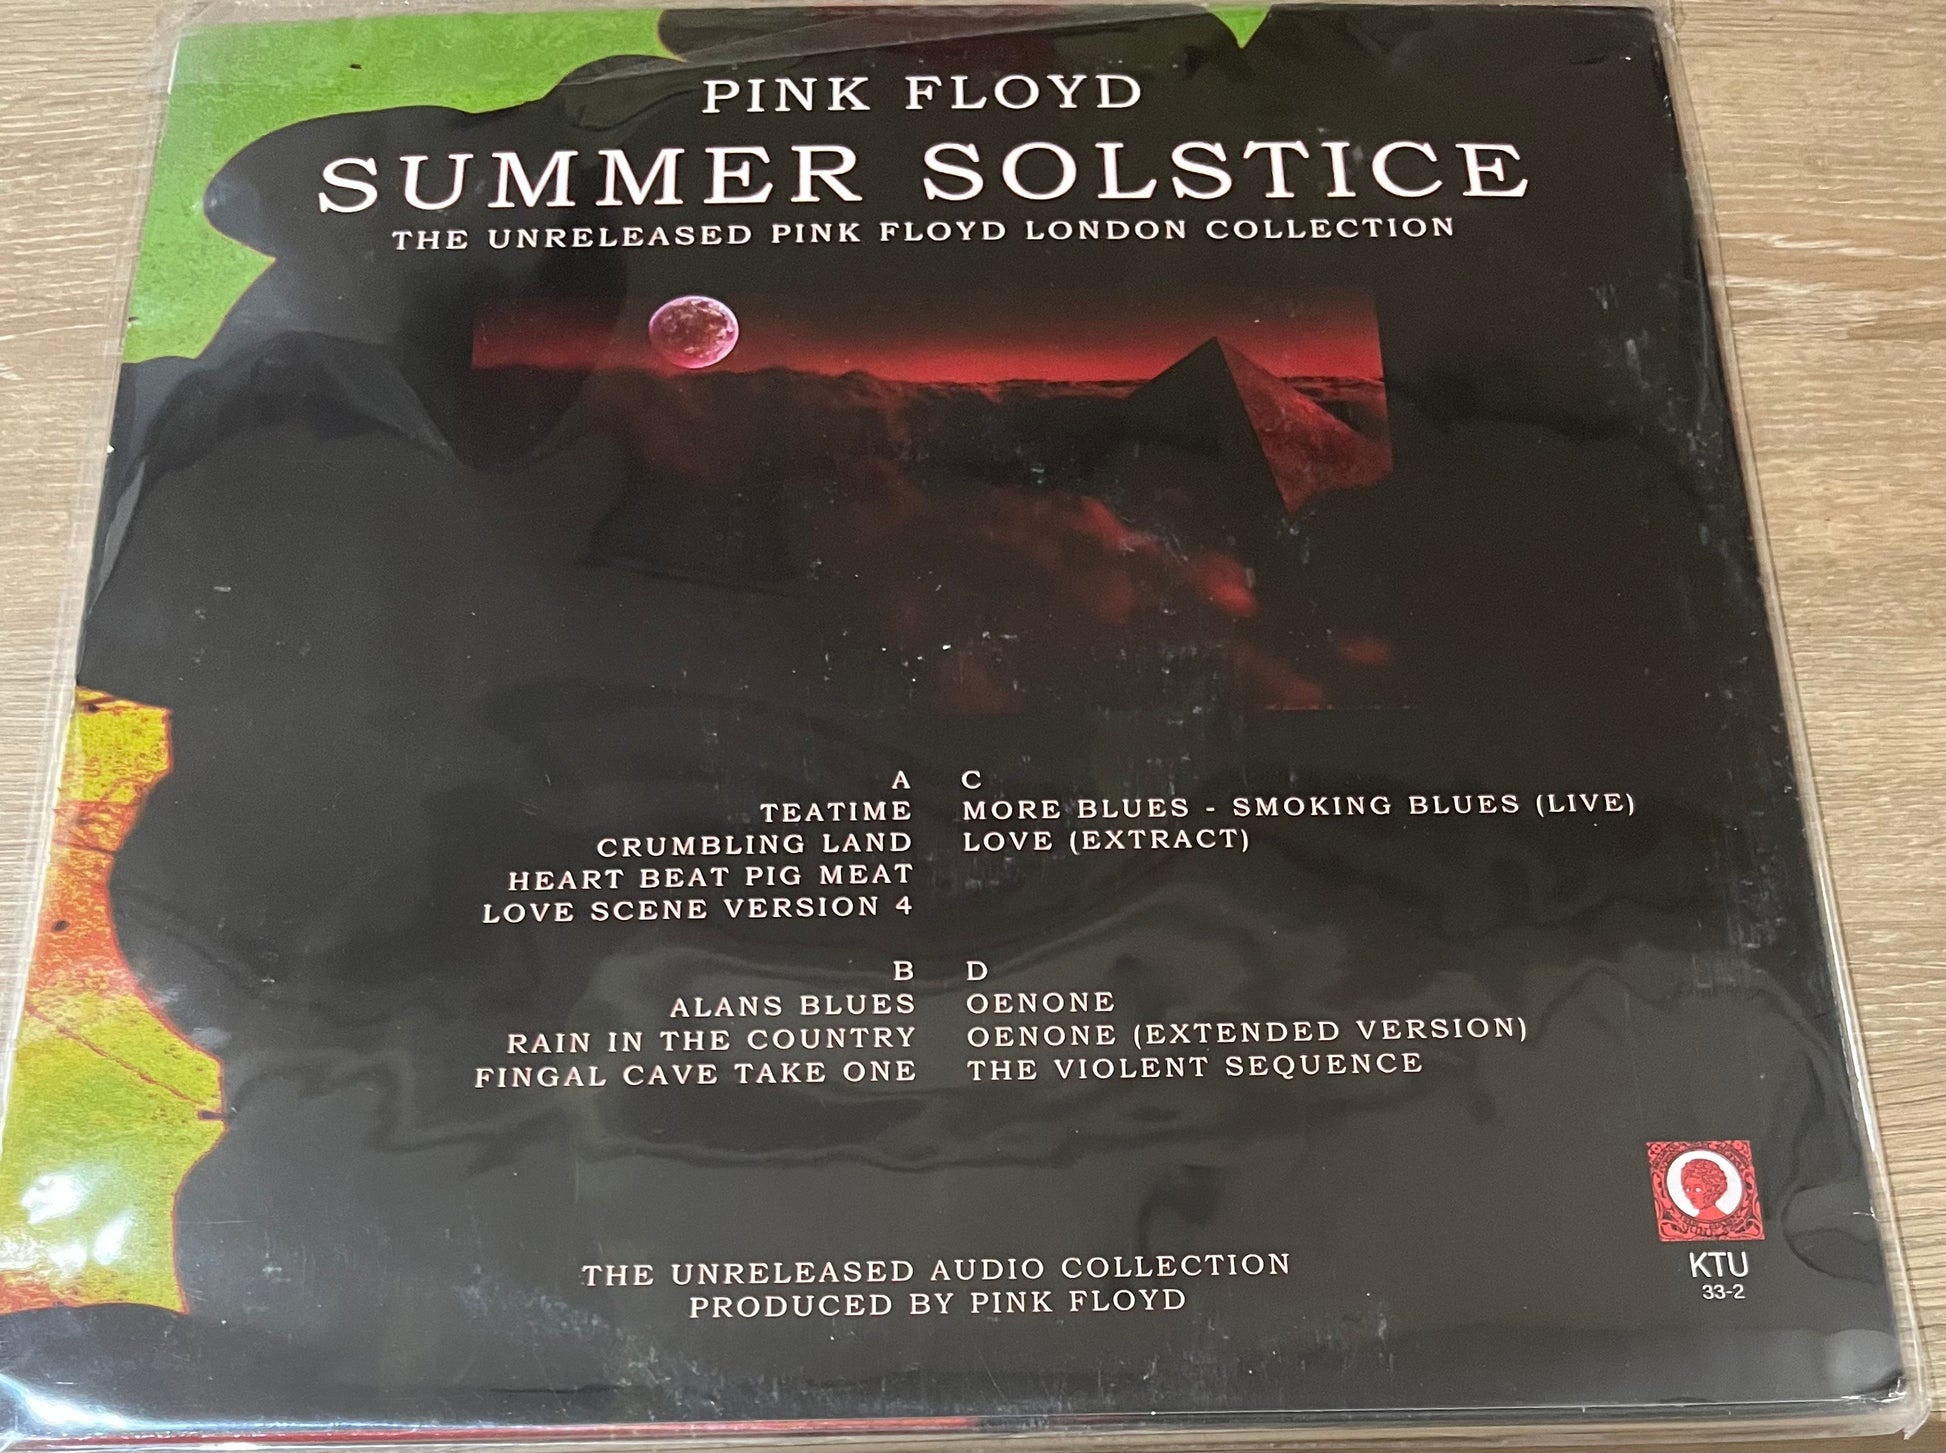 PINK FLOYD
SUMMER SOLSTICE
THE UNRELEASED PINK FLOYD LONDON COLLECTION
A
TEATIME
CRUMBLING LAND
HEART BEAT PIG MEAT
LOVE SCENE VERSION 4
B
ALANS BLUES
RAIN IN THE COUNTRY
FINGAL CAVE TAKE ONE
C
MORE BLUES - SMOKING BLUES (LIVE)
LOVE (EXTRACT)
D
OENONE
OENONE (EXTENDED VERSION)
THE VIOLENT SEQUENCE
THE UNRELEASED AUDIO COLLECTION
PRODUCED BY PINK FLOYD
KTU
33-2